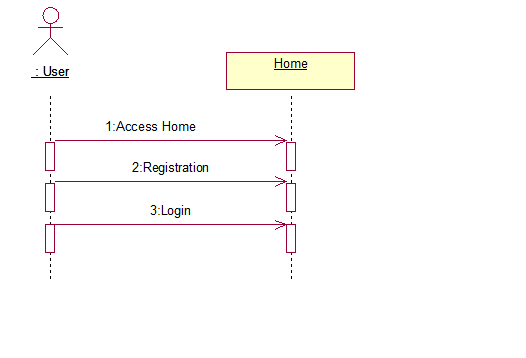 : User
Home
1:Access Home
2:Registration
3:Login